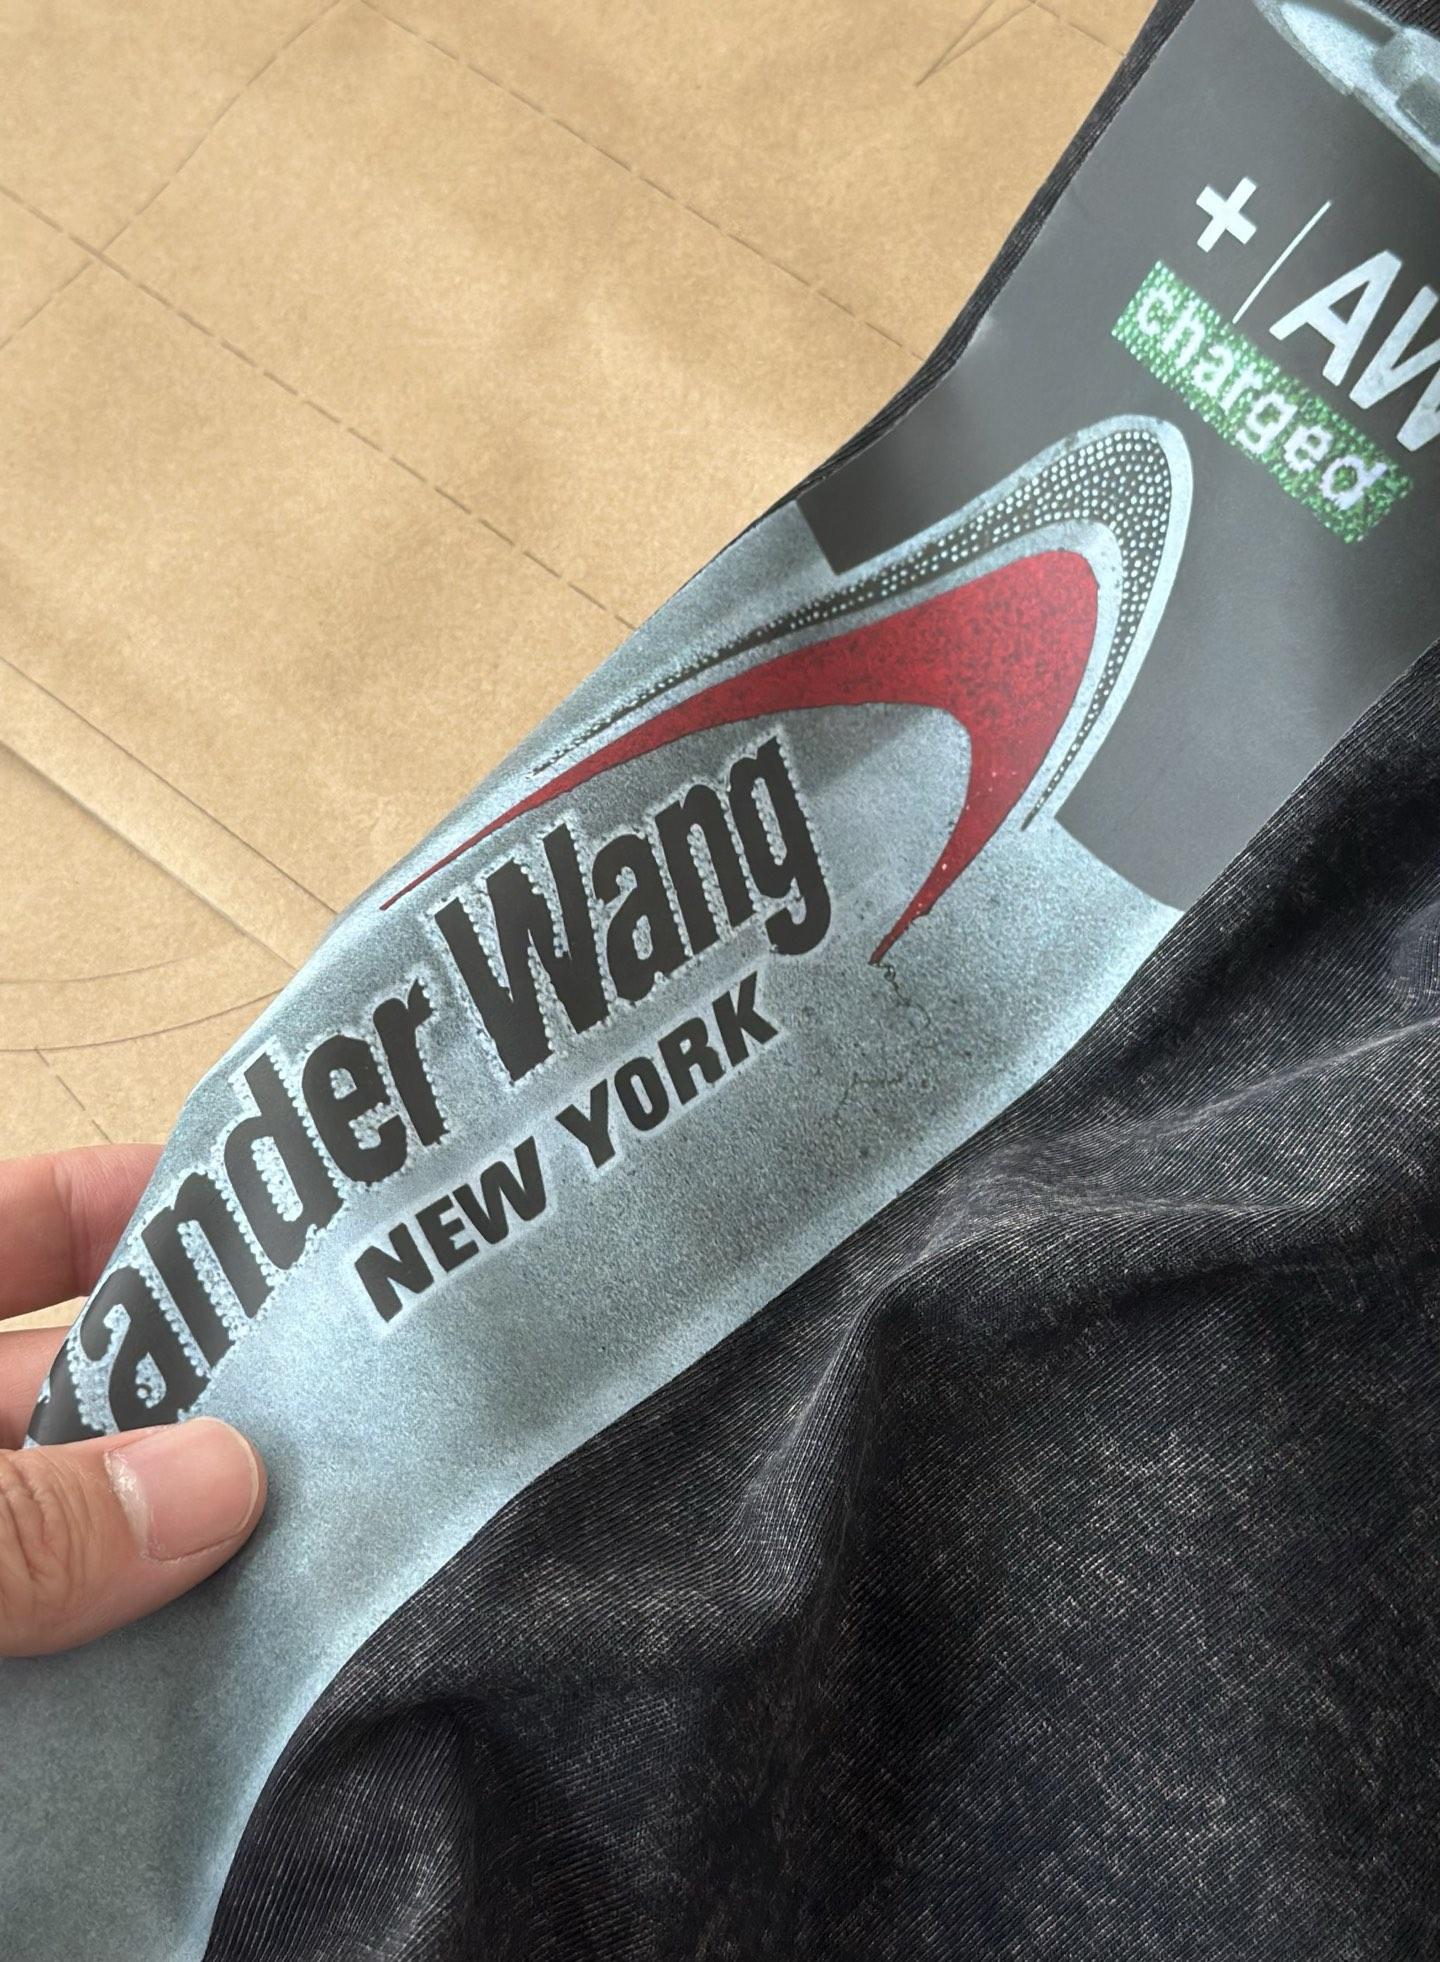 + | AW
charged
ander Wang
NEW YORK